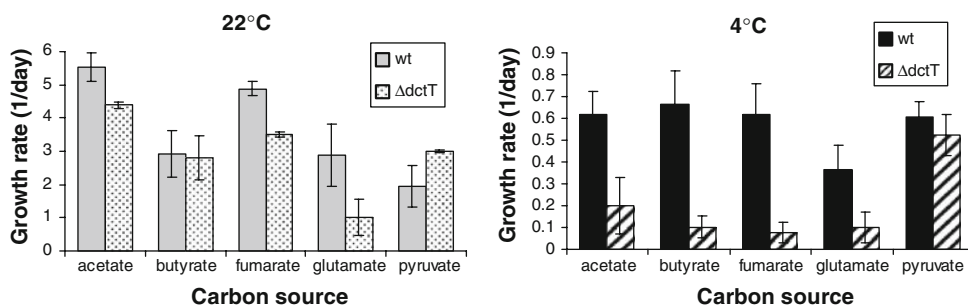 22°C
Growth rate (1/day)
6
5
4
3
2
1
0
wt
ΔdctT
acetate butyrate fumarate glutamate pyruvate
Carbon source
4°C
Growth rate (1/day)
0.9
0.8
0.7
0.6
0.5
0.4
0.3
0.2
0.1
0
wt
ΔdctT
acetate butyrate fumarate glutamate pyruvate
Carbon source